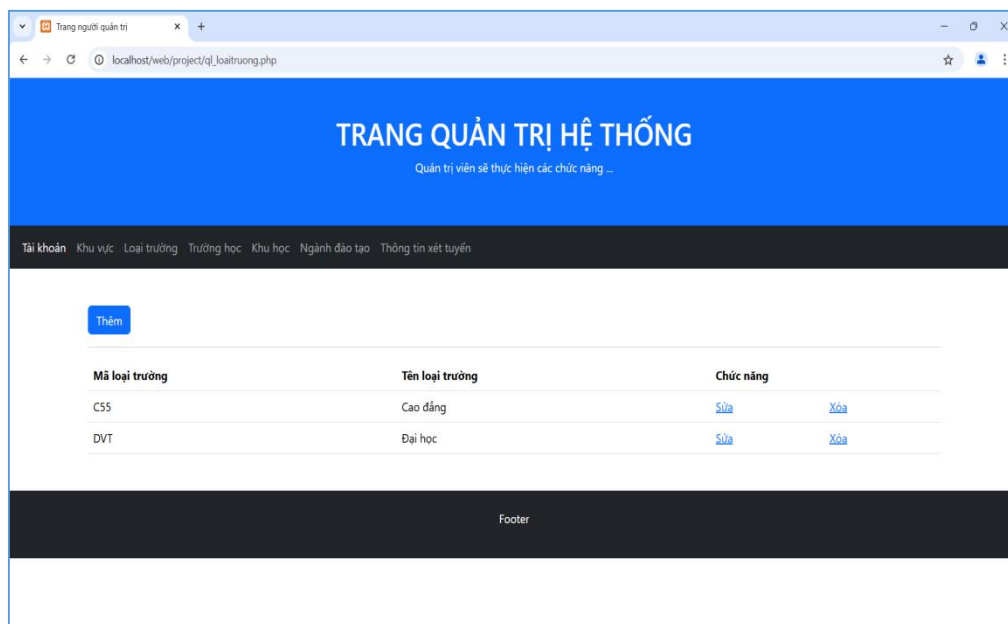 Trang người quản trị
localhost/web/project/ql_loaitruong.php
TRANG QUẢN TRỊ HỆ THỐNG
Quản trị viên sẽ thực hiện các chức năng ...
Tài khoản Khu vực Loại trường Trường học Khu học Ngành đào tạo Thông tin xét tuyển
Thêm
Mã loại trường Tên loại trường Chức năng
C55 Cao đẳng Sửa Xóa
DVT Đại học Sửa Xóa
Footer